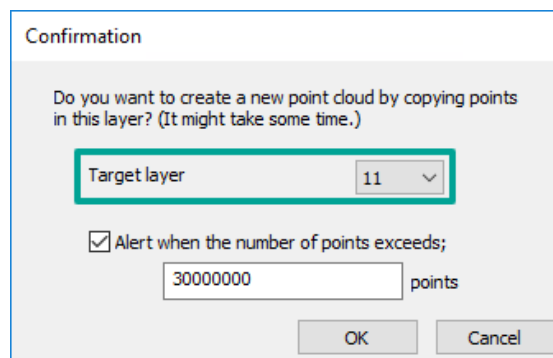 Confirmation
Do you want to create a new point cloud by copying points
in this layer? (It might take some time.)
Target layer 11
Alert when the number of points exceeds;
30000000 points
OK Cancel